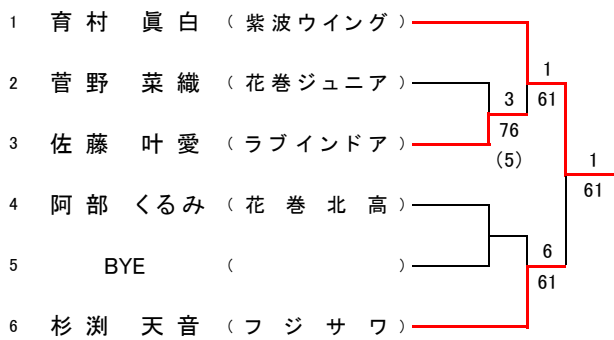 1 育村 眞白 (紫波ウイング)
1
2 菅野 菜織 (花巻ジュニア)
3 61
76
3 佐藤 叶愛 (ラブインドア)
(5)
1
61
4 阿部 くるみ (花巻北高)
6
5 BYE ( )
61
6 杉渕 天音 (フジサワ)